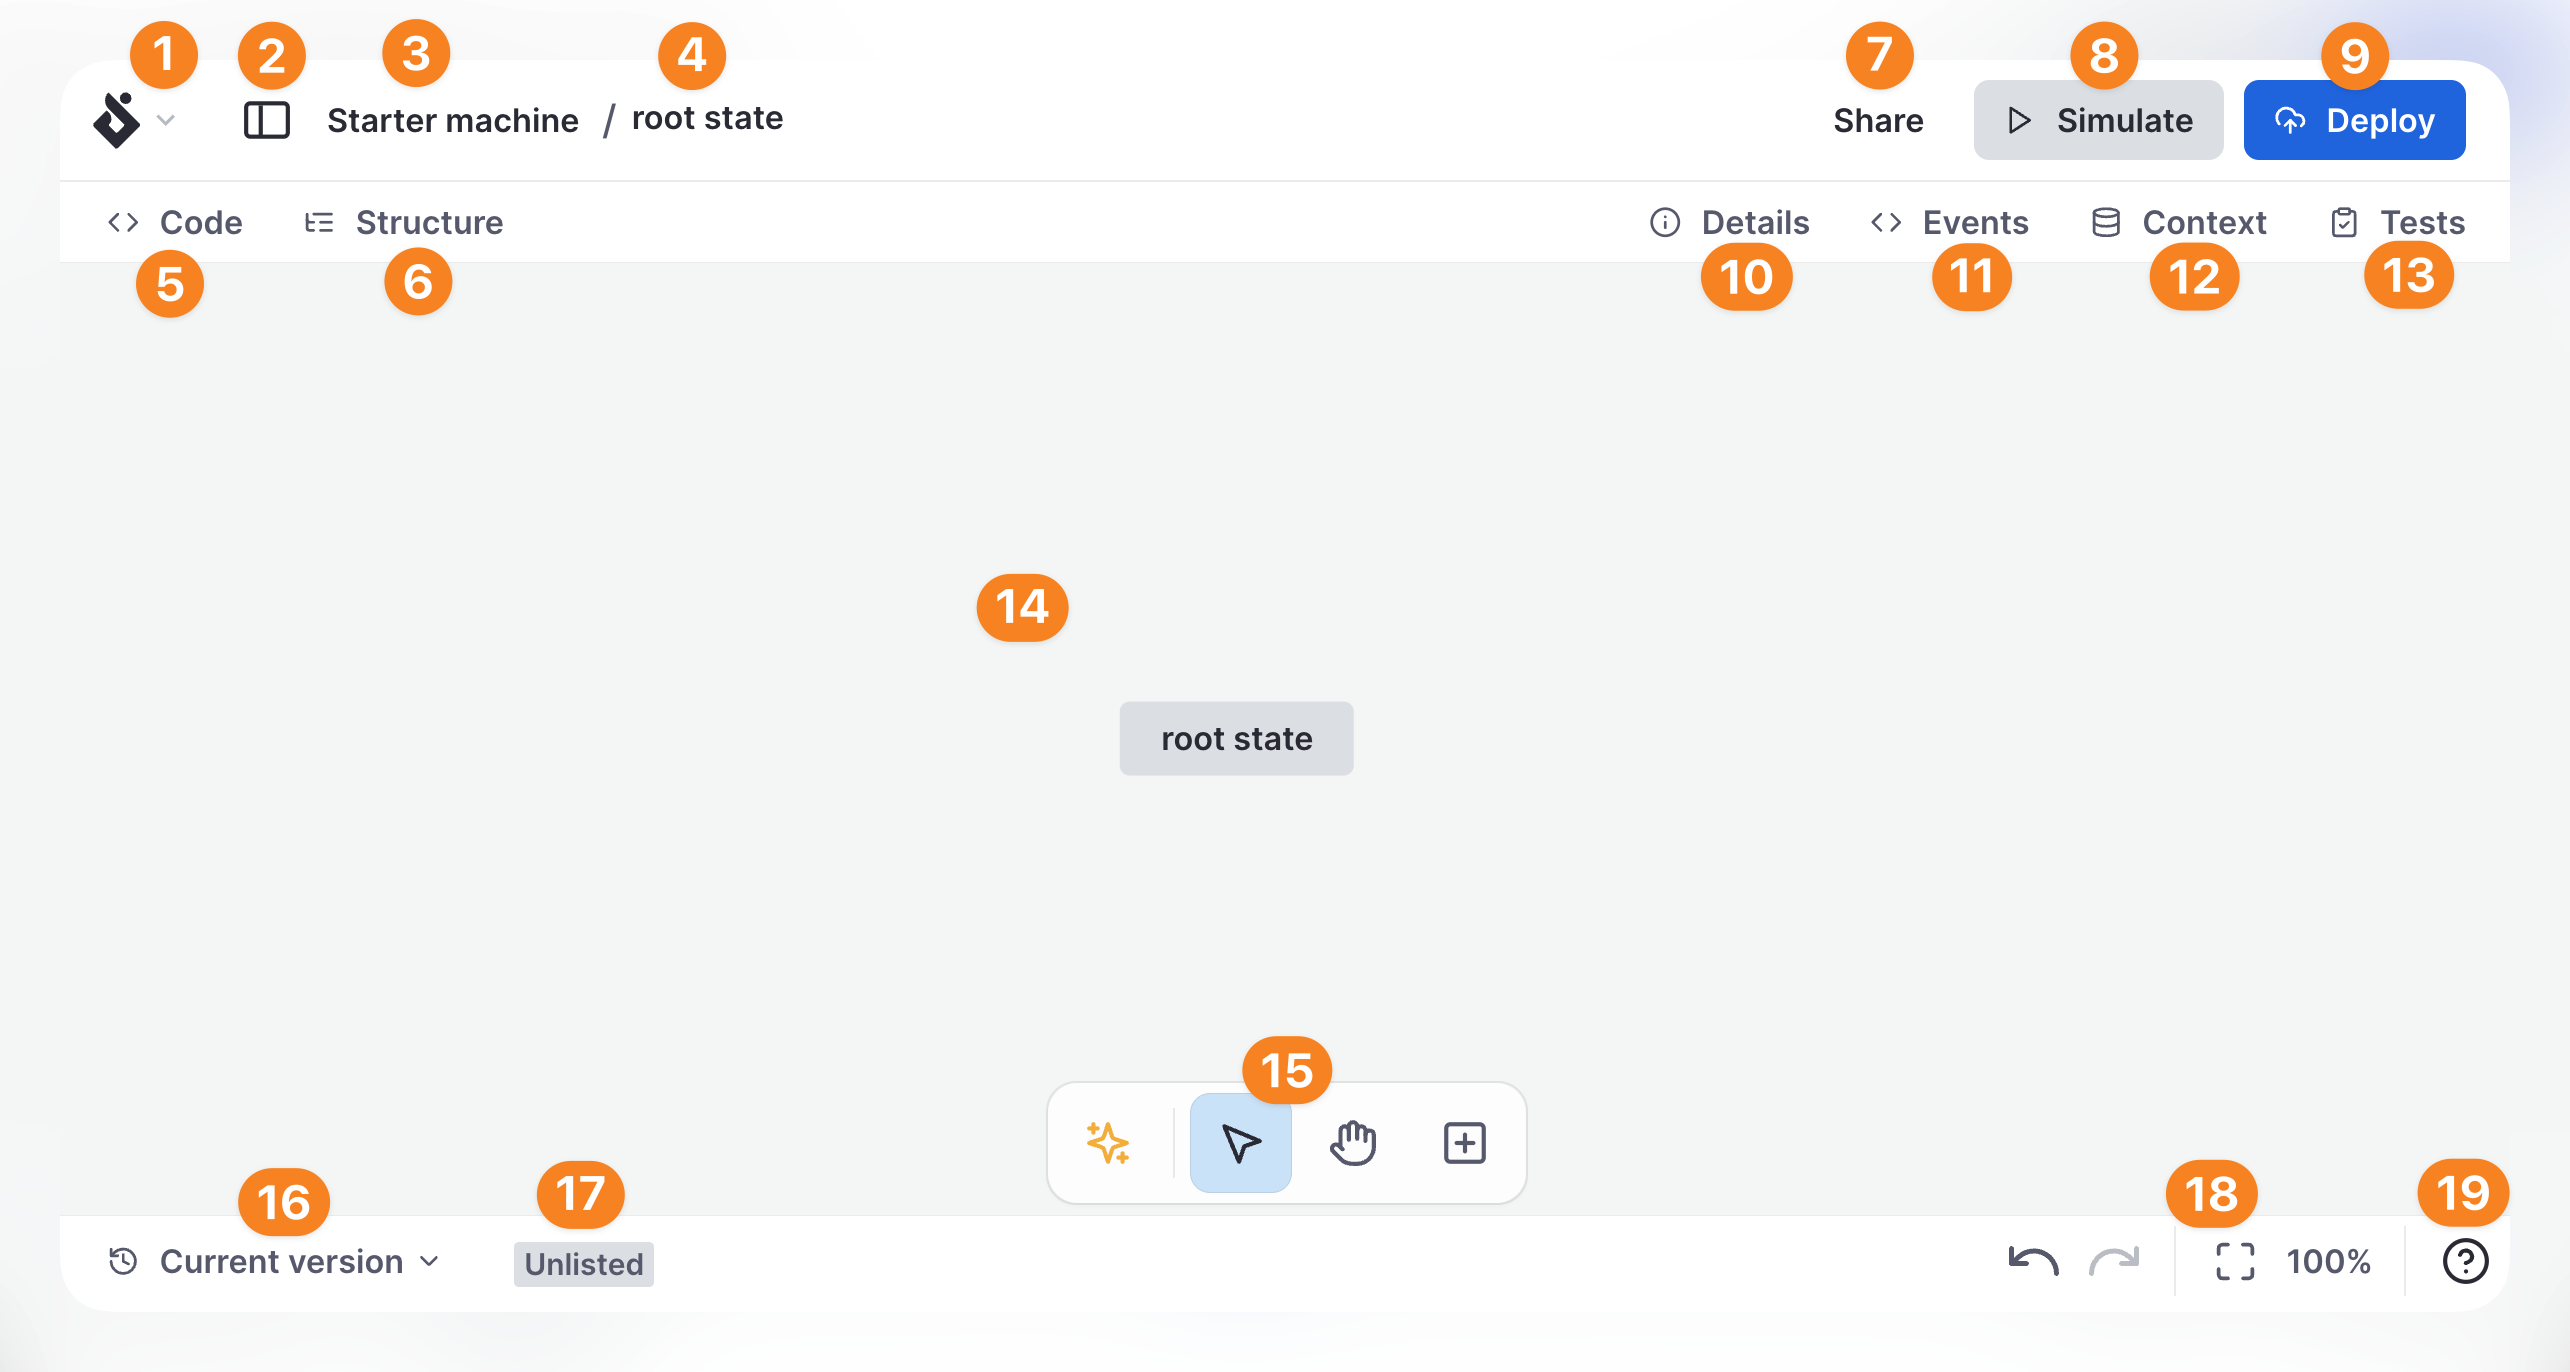 1 2 3 4 7 8 9
Starter machine / root state Share Simulate Deploy
Code Structure Details Events Context Tests
5 6 10 11 12 13
14
root state
15
16 17 18 19
Current version Unlisted 100%